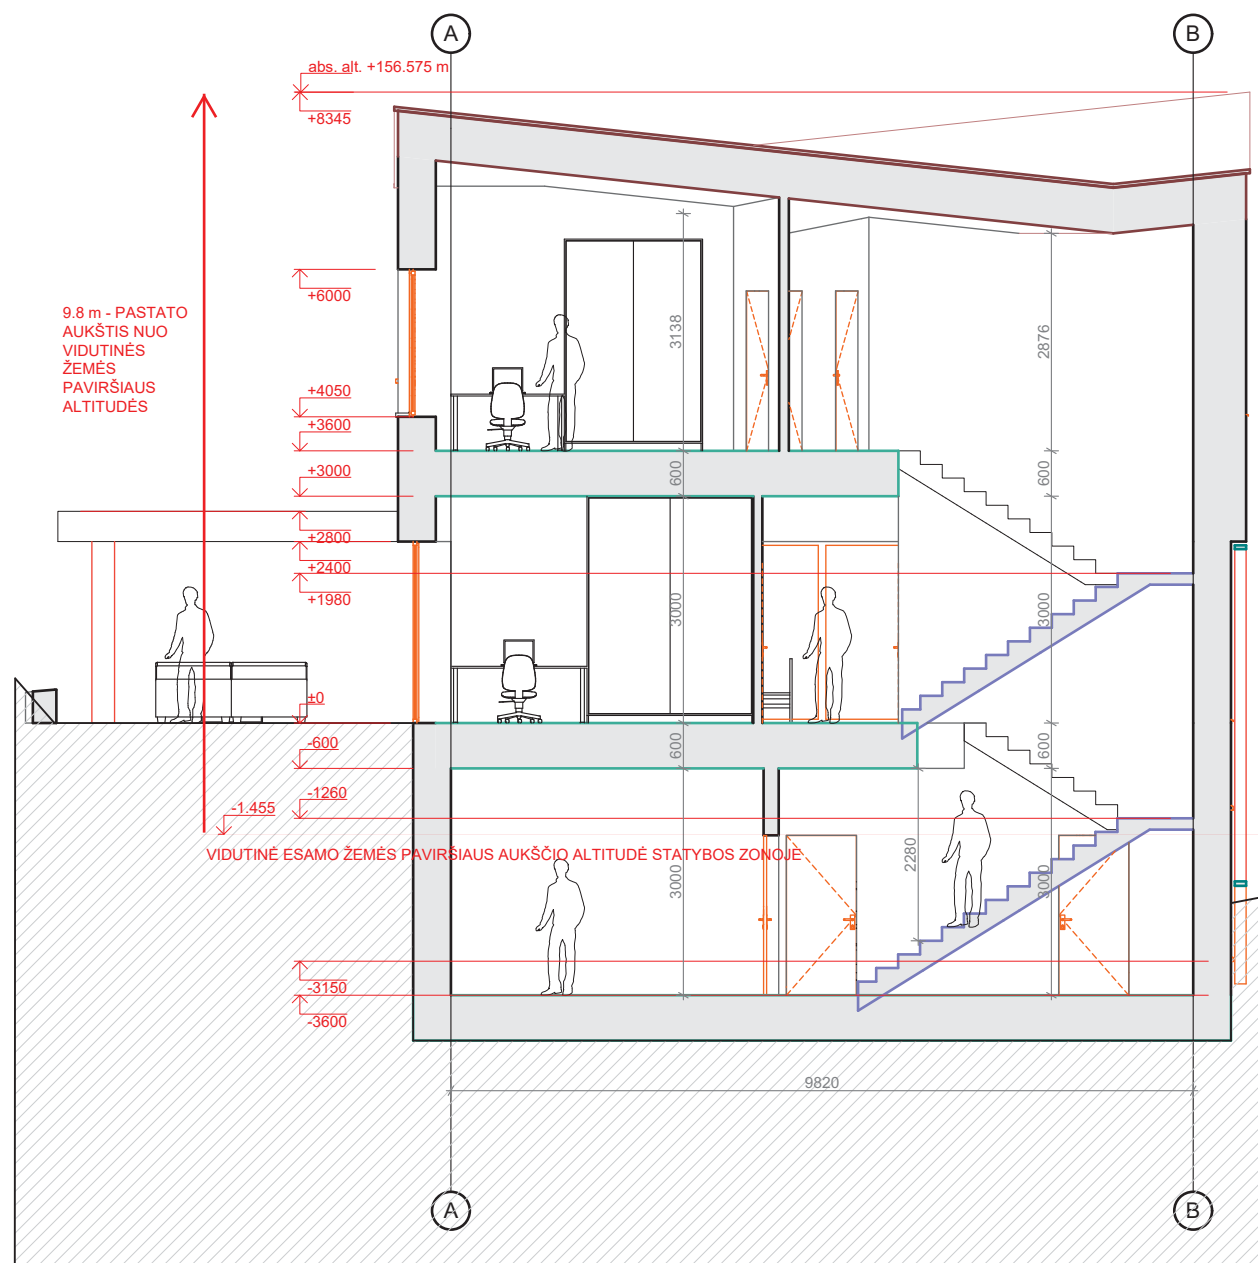 A
B
abs. alt. +156.575 m
+8345
+6000
9.8 m - PASTATO
AUKŠTIS NUO
VIDUTINĖS
ŽEMĖS
PAVIRŠIAUS
ALTITUDĖS
3138
2876
+4050
+3600
+3000
600
600
+2800
+2400
+1980
3000
3000
±0
-600
600
600
-1260
-1.455
VIDUTINĖ ESAMO ŽEMĖS PAVIRŠIAUS AUKŠČIO ALTITUDĖ STATYBOS ZONOJE
2280
3000
3000
-3150
-3600
9820
A
B